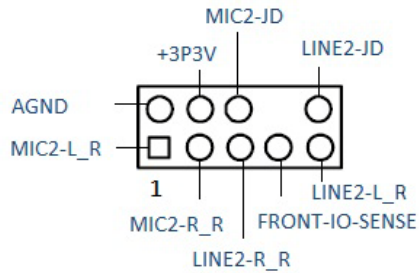 MIC2-JD
+3P3V
LINE2-JD
AGND
MIC2-L_R
1
LINE2-L_R
MIC2-R_R
FRONT-IO-SENSE
LINE2-R_R